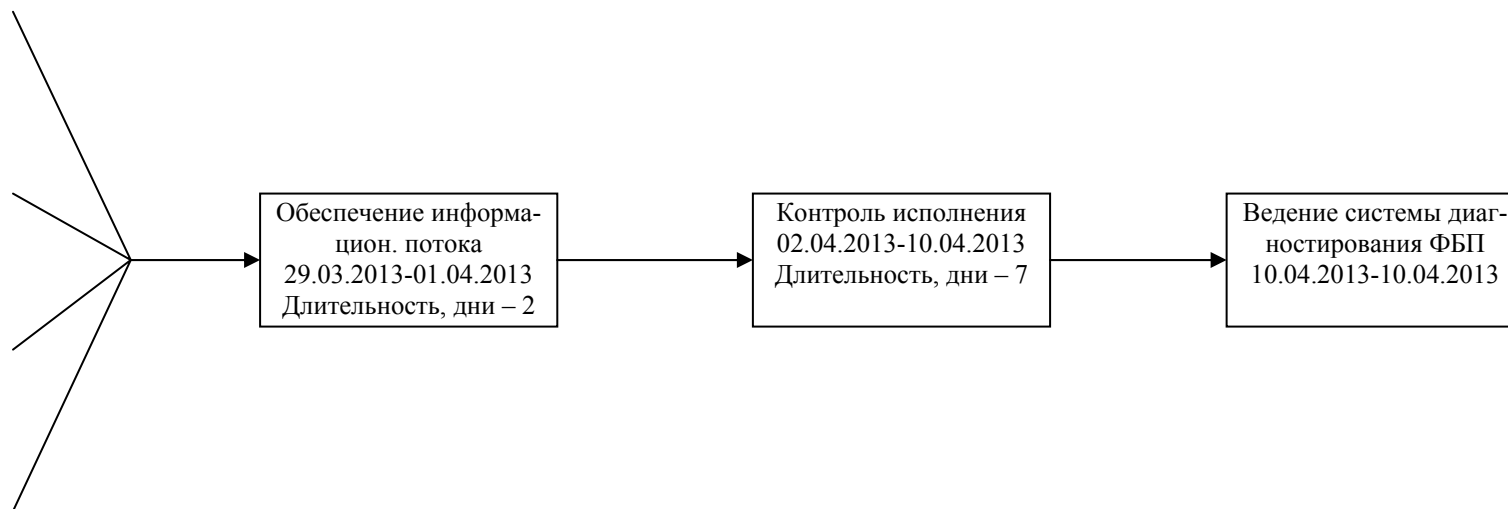 Обеспечение информа-
цион. потока
29.03.2013-01.04.2013
Длительность, дни – 2
Контроль исполнения
02.04.2013-10.04.2013
Длительность, дни – 7
Ведение системы диаг-
ностирования ФБП
10.04.2013-10.04.2013